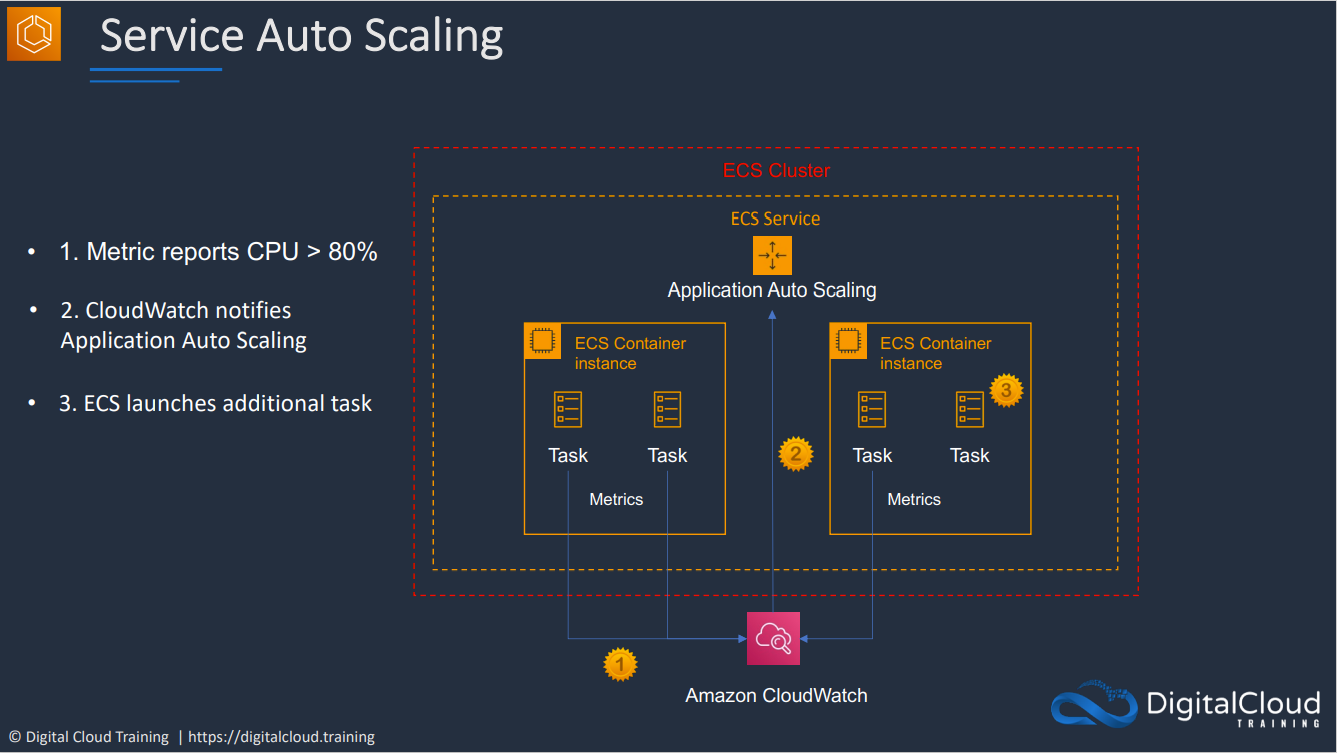 Service Auto Scaling
ECS Cluster
ECS Service
Application Auto Scaling
• 1. Metric reports CPU > 80%
• 2. CloudWatch notifies
Application Auto Scaling
• 3. ECS launches additional task
ECS Container
instance
Task
Task
Metrics
2
ECS Container
instance
3
Task
Task
Metrics
1
Amazon CloudWatch
DigitalCloud
TRAINING
© Digital Cloud Training | https://digitalcloud.training